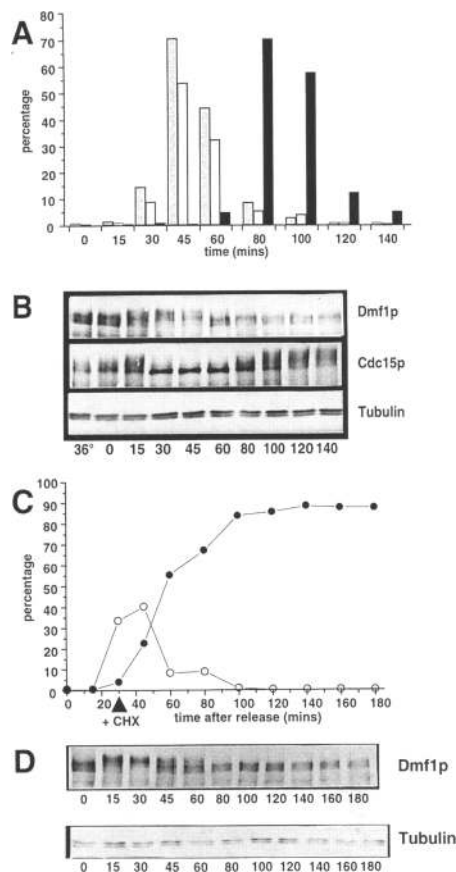 A
80
70
60
50
40
30
20
10
0
percentage
0 15 30 45 60 80 100 120 140
time (mins)
B
Dmf1p
Cdc15p
Tubulin
36° 0 15 30 45 60 80 100 120 140
C
100
90
80
70
60
50
40
30
20
10
0
percentage
0 20 40 60 80 100 120 140 160 180
+ CHX
time after release (mins)
D
Dmf1p
0 15 30 45 60 80 100 120 140 160 180
Tubulin
0 15 30 45 60 80 100 120 140 160 180